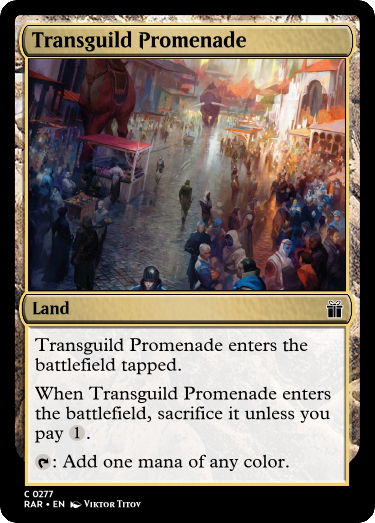 Transguild Promenade
Land
Transguild Promenade enters the
battlefield tapped.
When Transguild Promenade enters
the battlefield, sacrifice it unless you
pay 1.
: Add one mana of any color.
C 0277
RAR • EN Viktor Titov